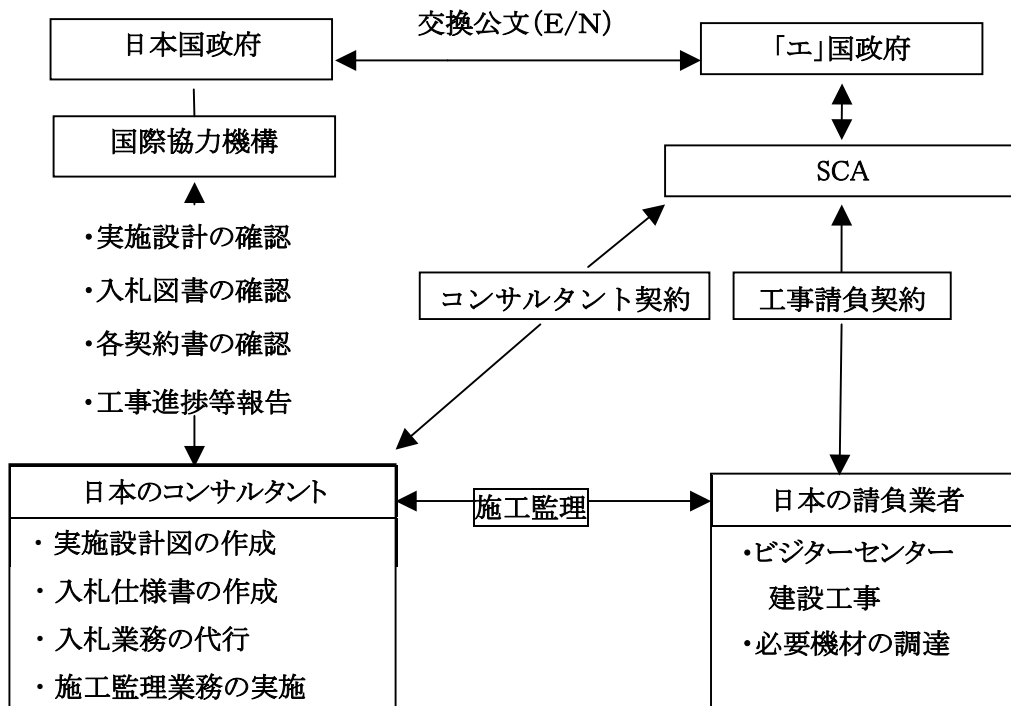 交換公文(E/N)
日本国政府
「エ」国政府
国際協力機構
SCA
・実施設計の確認
・入札図書の確認
・各契約書の確認
・工事進捗等報告
コンサルタント契約
工事請負契約
日本のコンサルタント
施工監理
日本の請負業者
・実施設計図の作成
・入札仕様書の作成
・入札業務の代行
・施工監理業務の実施
・ビジターセンター
建設工事
・必要機材の調達